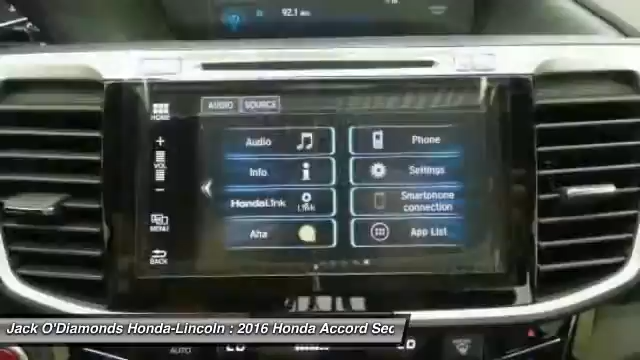 92.1 mi
AUDIO SOURCE
HOME
Audio
Phone
+
VOL
Info
Settings
−
HondaLink
Link
Smartphone
connection
MENU
Aha
App List
BACK
Jack O'Diamonds Honda-Lincoln : 2016 Honda Accord Sec
AUTO